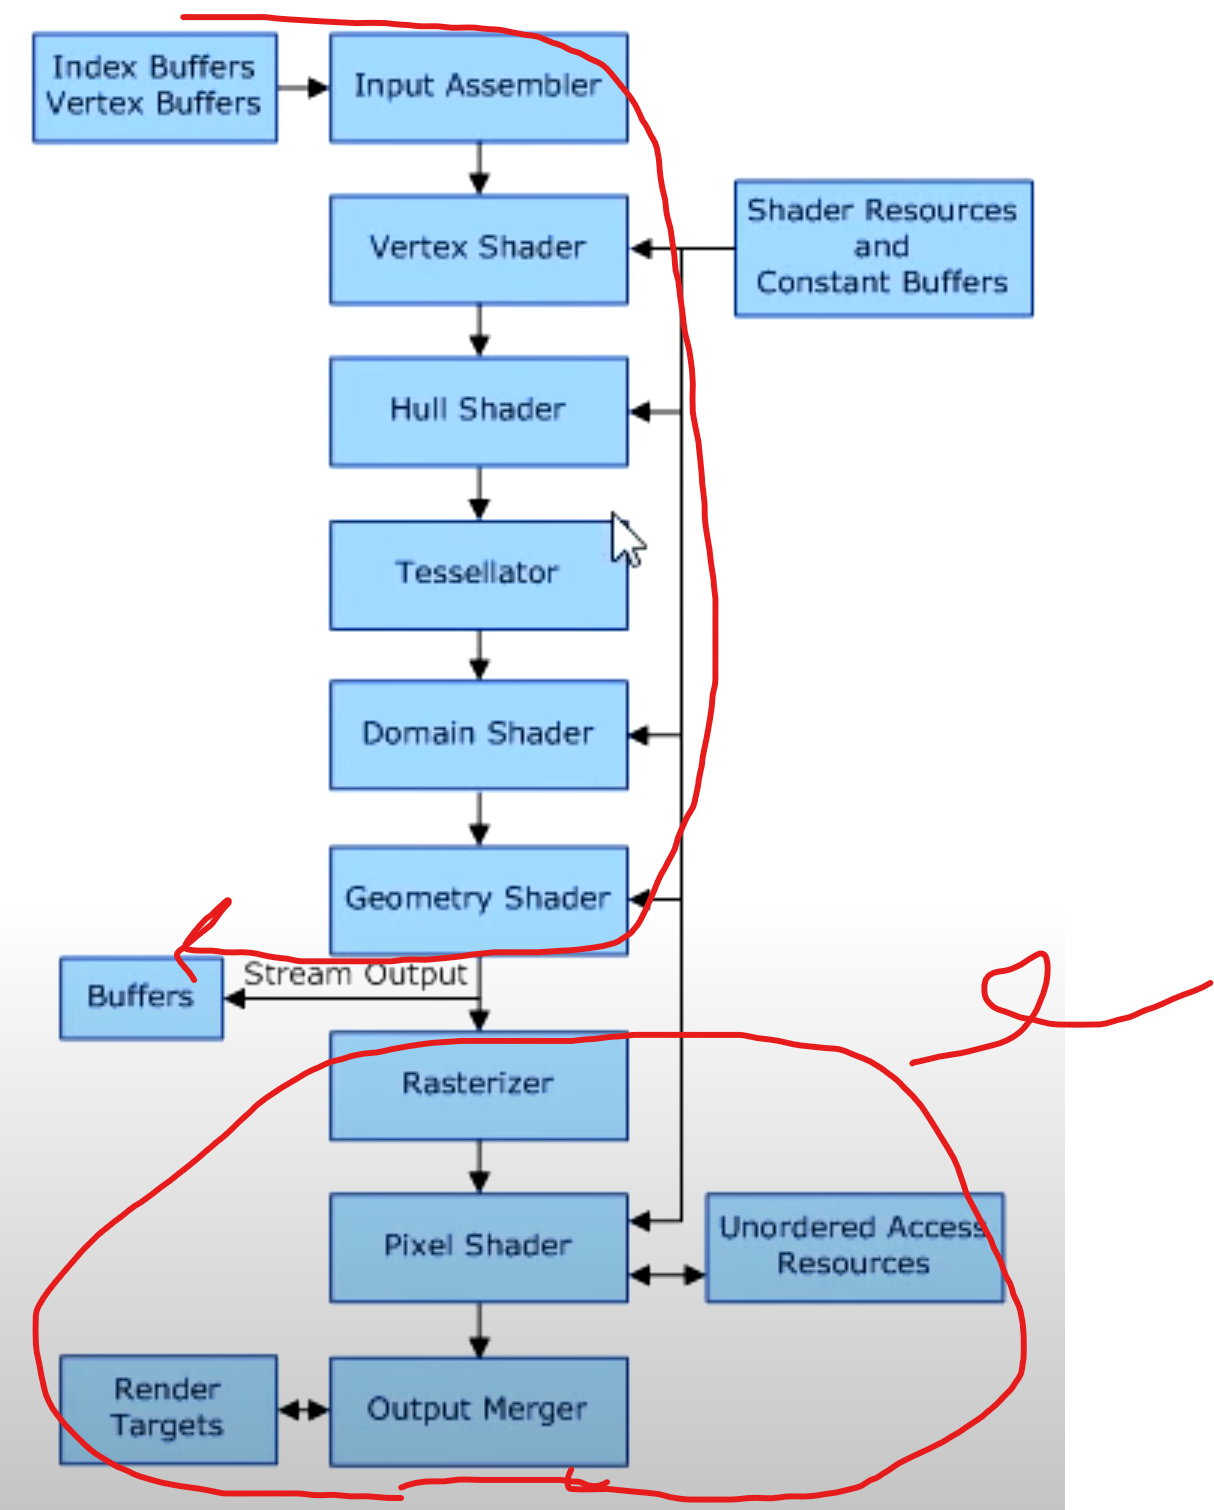 Index Buffers
Vertex Buffers
Input Assembler
Vertex Shader
Shader Resources
and
Constant Buffers
Hull Shader
Tessellator
Domain Shader
Geometry Shader
Stream Output
Buffers
Rasterizer
Pixel Shader
Unordered Access
Resources
Render
Targets
Output Merger